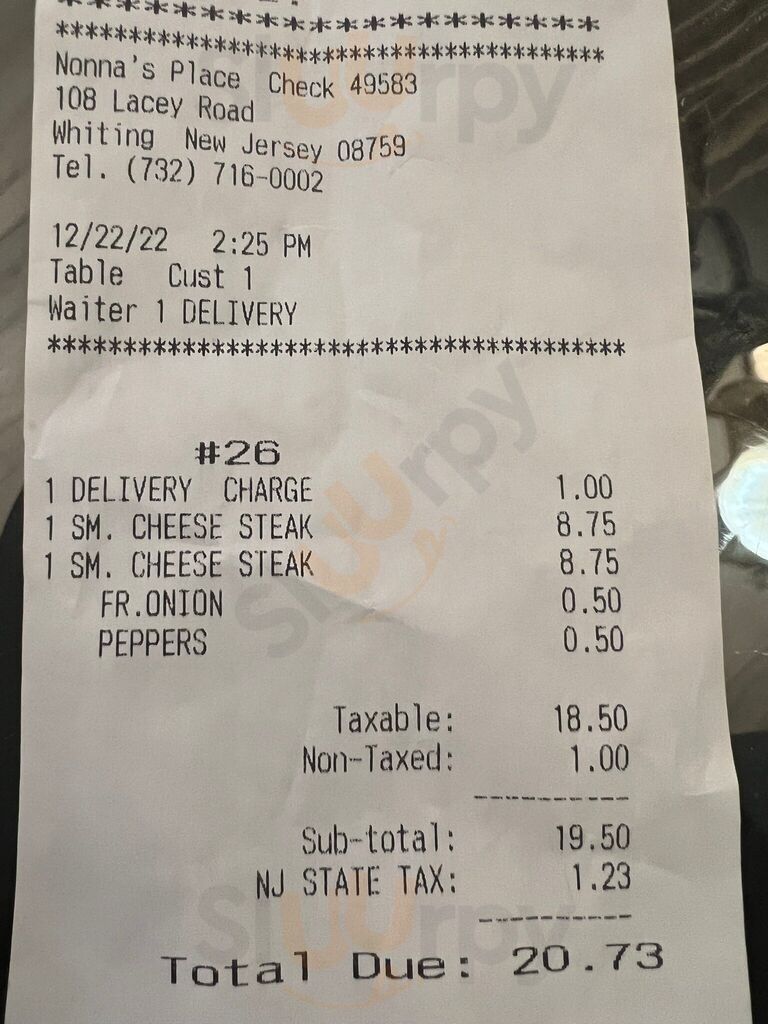 ****************************************
****************************************
Nonna's Place Check 49583
108 Lacey Road
Whiting New Jersey 08759
Tel. (732) 716-0002
12/22/22 2:25 PM
Table Cust 1
Waiter 1 DELIVERY
****************************************
#26
1 DELIVERY CHARGE 1.00
1 SM. CHEESE STEAK 8.75
1 SM. CHEESE STEAK 8.75
FR.ONION 0.50
PEPPERS 0.50
Taxable: 18.50
Non-Taxed: 1.00
-------------
Sub-total: 19.50
NJ STATE TAX: 1.23
-------------
Total Due: 20.73
sluurpy
sluurpy
sluurpy